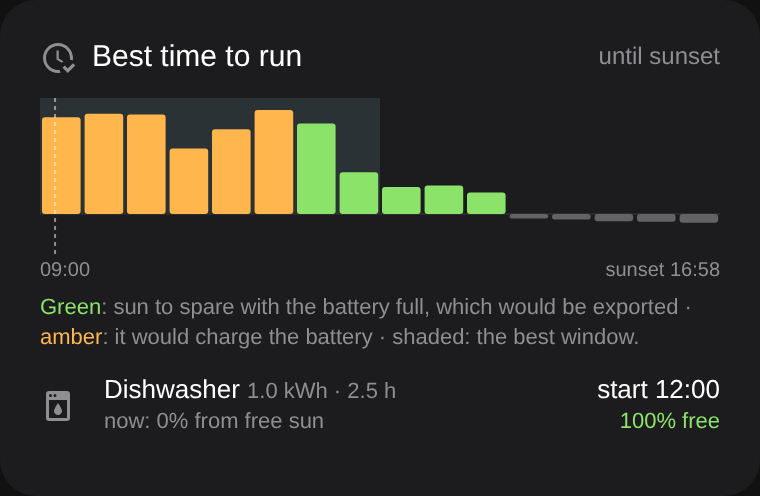 Best time to run
until sunset
09:00
sunset 16:58
Green: sun to spare with the battery full, which would be exported ·
amber: it would charge the battery · shaded: the best window.
Dishwasher 1.0 kWh · 2.5 h
start 12:00
now: 0% from free sun
100% free